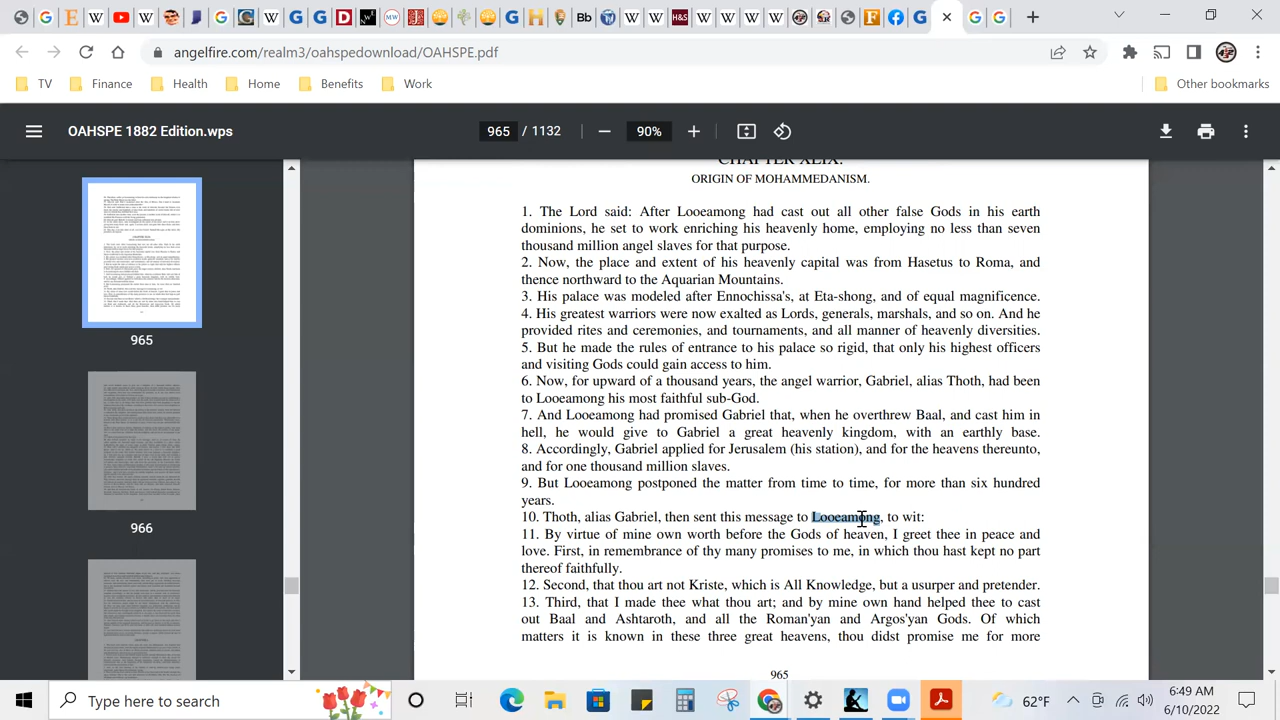 angelfire.com/realm3/oahspedownload/OAHSPE.pdf
TV Finance Health Home Benefits Work Other bookmarks
OAHSPE 1882 Edition.wps 965 / 1132 90%
CHAPTER XLIX.
ORIGIN OF MOHAMMEDANISM.
1. The Lord said: After Looeamong had cast out all other false Gods in his earth
dominions, he set to work enriching his heavenly home, employing no less than seven
thousand million angel slaves for that purpose.
2. Now, the place and extent of his heavenly capital was from Hasetus to Roma, and
thence upward to the Aquarian Mountains.
3. His palace was modeled after Ennochissa's, at and of equal magnificence.
4. His greatest warriors were now exalted as Lords, generals, marshals, and so on. And he
provided rites and ceremonies, and tournaments, and all manner of heavenly diversities.
5. But he made the rules of entrance to his palace so rigid, that only his highest officers
and visiting Gods could gain access to him.
6. Now for upward of a thousand years, the angel warrior, Gabriel, alias Thoth, had been
to Looamong his most faithful sub-God.
7. And Looeamong had promised Gabriel that, when he overthrew Baal, and cast him in
hell, he would give to Gabriel a great heavenly kingdom, with an earthly base.
8. Accordingly, Gabriel applied for Jerusalem (his station), and for the heavens thereunto,
and for one thousand million slaves.
9. But Looeamong postponed the matter from time to time, for more than six hundred
years.
10. Thoth, alias Gabriel, then sent this message to Looeamong, to wit:
11. By virtue of mine own worth before the Gods of heaven, I greet thee in peace and
love. First, in remembrance of thy many promises to me, in which thou hast kept no part
thereof faithfully.
12. Second, that thou art not Kriste, which is All Knowledge, but a usurper and pretender.
13. Third, that I made thee what thou art; and by mine own hand helped thee to cast
out Baal and Ashtaroth, and all the Roman'yan and Argos'yan Gods. Of which
matters it is known in these three great heavens thou didst promise me for more
965
965
966
Type here to search
62°F
6:49 AM
6/10/2022